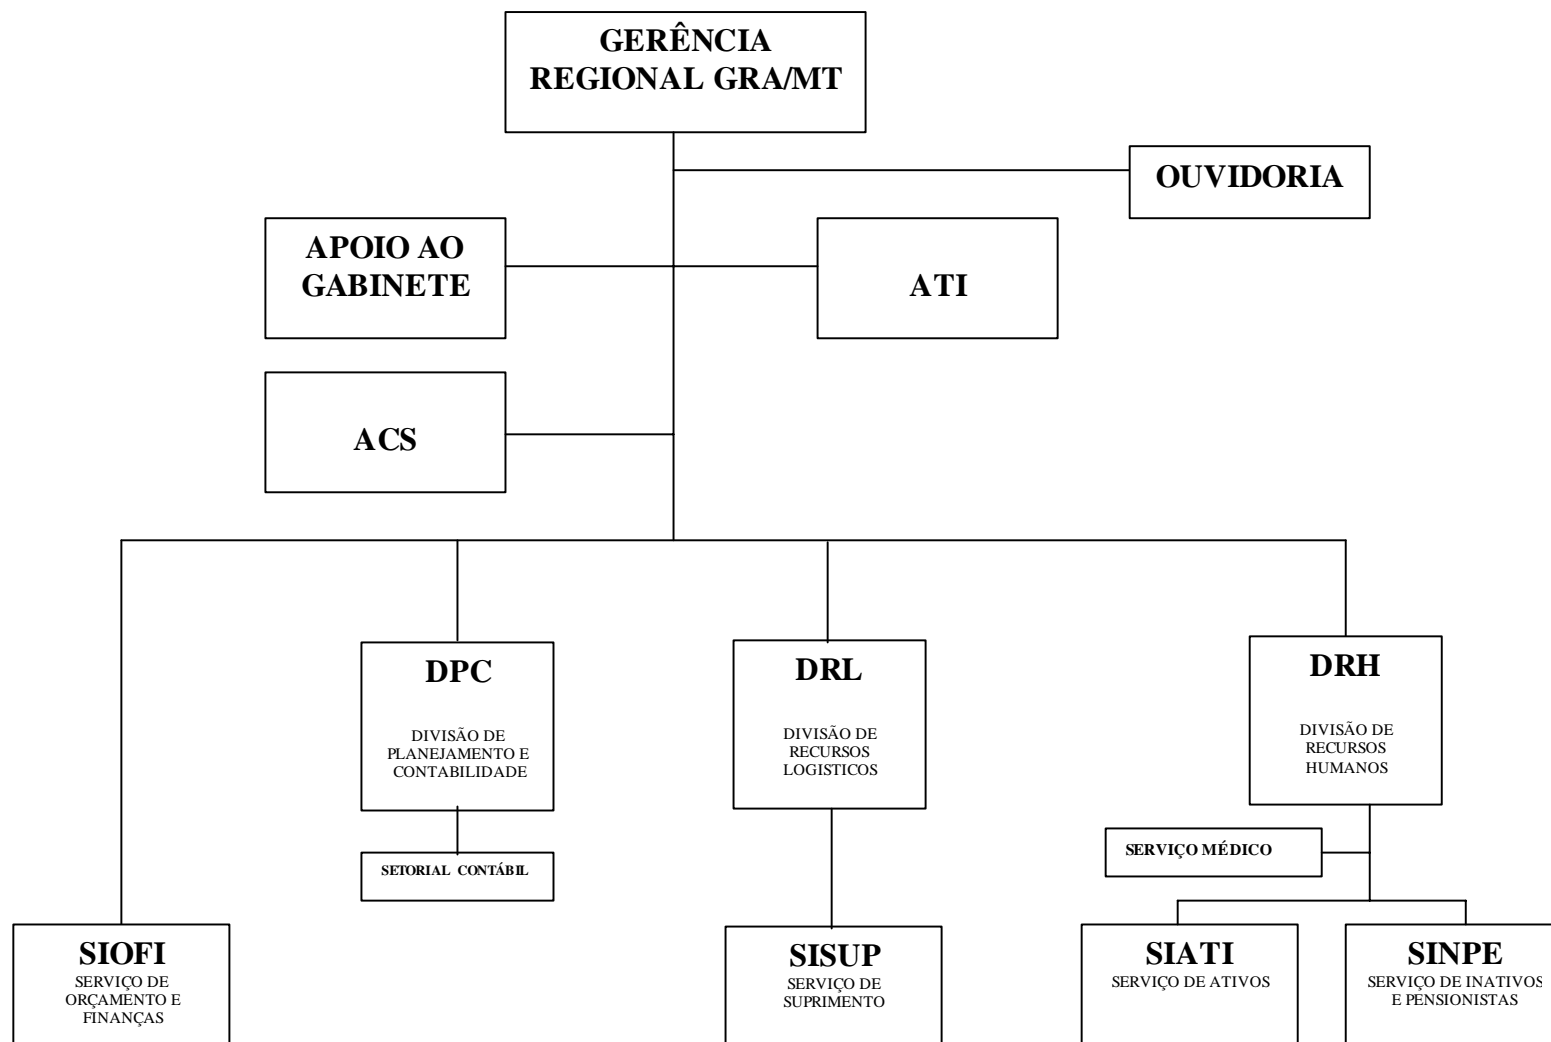 GERÊNCIA
REGIONAL GRA/MT
OUVIDORIA
APOIO AO
GABINETE
ATI
ACS
DPC
DIVISÃO DE
PLANEJAMENTO E
CONTABILIDADE
DRL
DIVISÃO DE
RECURSOS
LOGISTICOS
DRH
DIVISÃO DE
RECURSOS
HUMANOS
SETORIAL CONTÁBIL
SERVIÇO MÉDICO
SIOFI
SERVIÇO DE
ORÇAMENTO E
FINANÇAS
SISUP
SERVIÇO DE
SUPRIMENTO
SIATI
SERVIÇO DE ATIVOS
SINPE
SERVIÇO DE INATIVOS
E PENSIONISTAS